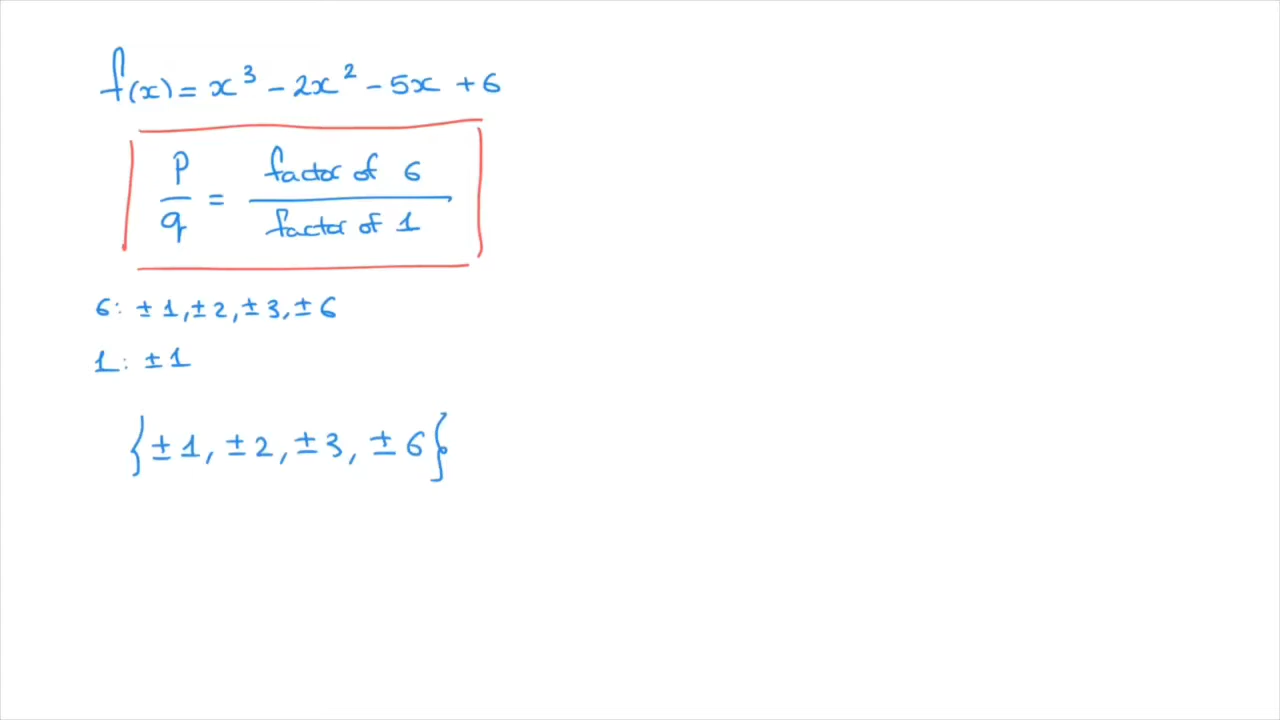 f(x) = x³ - 2x² - 5x + 6
p/q = factor of 6 / factor of 1
6: ± 1, ± 2, ± 3, ± 6
1: ± 1
{± 1, ± 2, ± 3, ± 6}